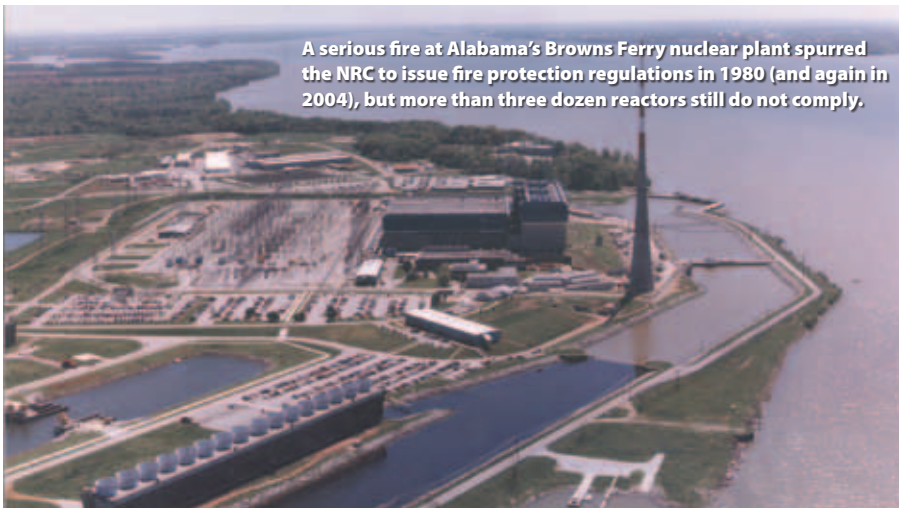 A serious fire at Alabama's Browns Ferry nuclear plant spurred
the NRC to issue fire protection regulations in 1980 (and again in
2004), but more than three dozen reactors still do not comply.